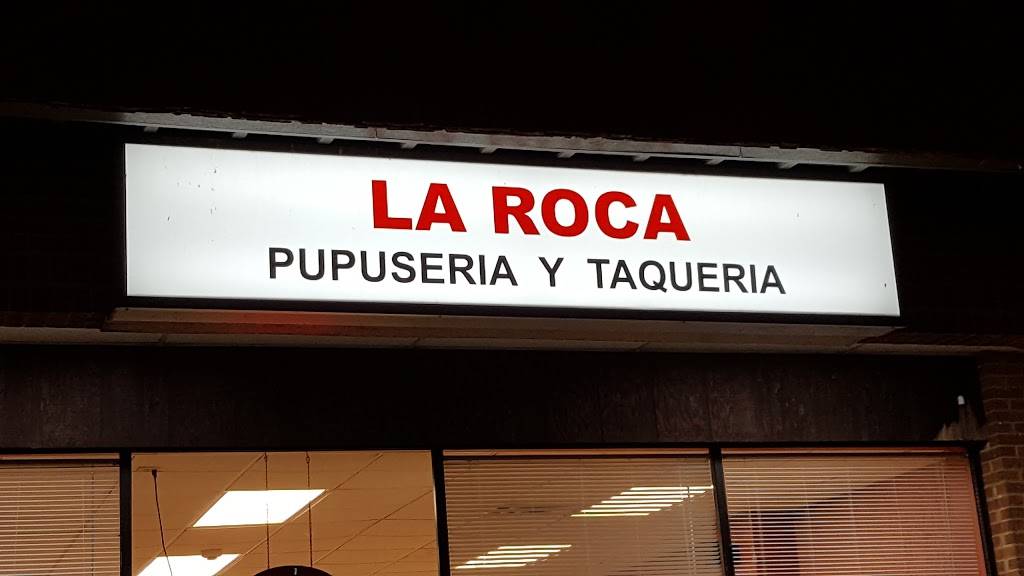 LA ROCA
PUPUSERIA Y TAQUERIA